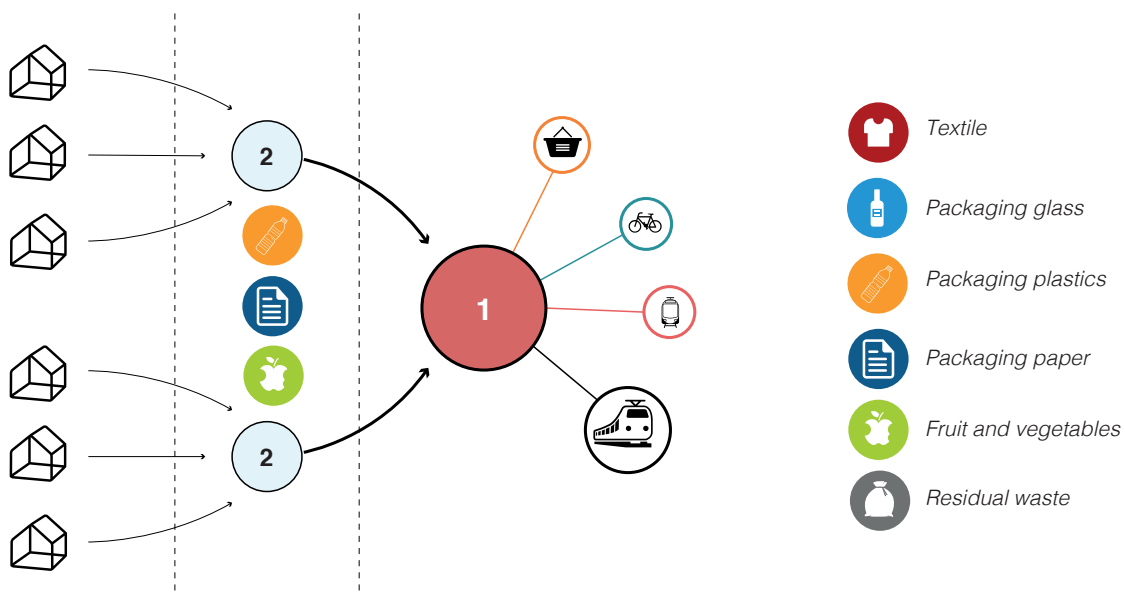 2
1
2
Textile
Packaging glass
Packaging plastics
Packaging paper
Fruit and vegetables
Residual waste